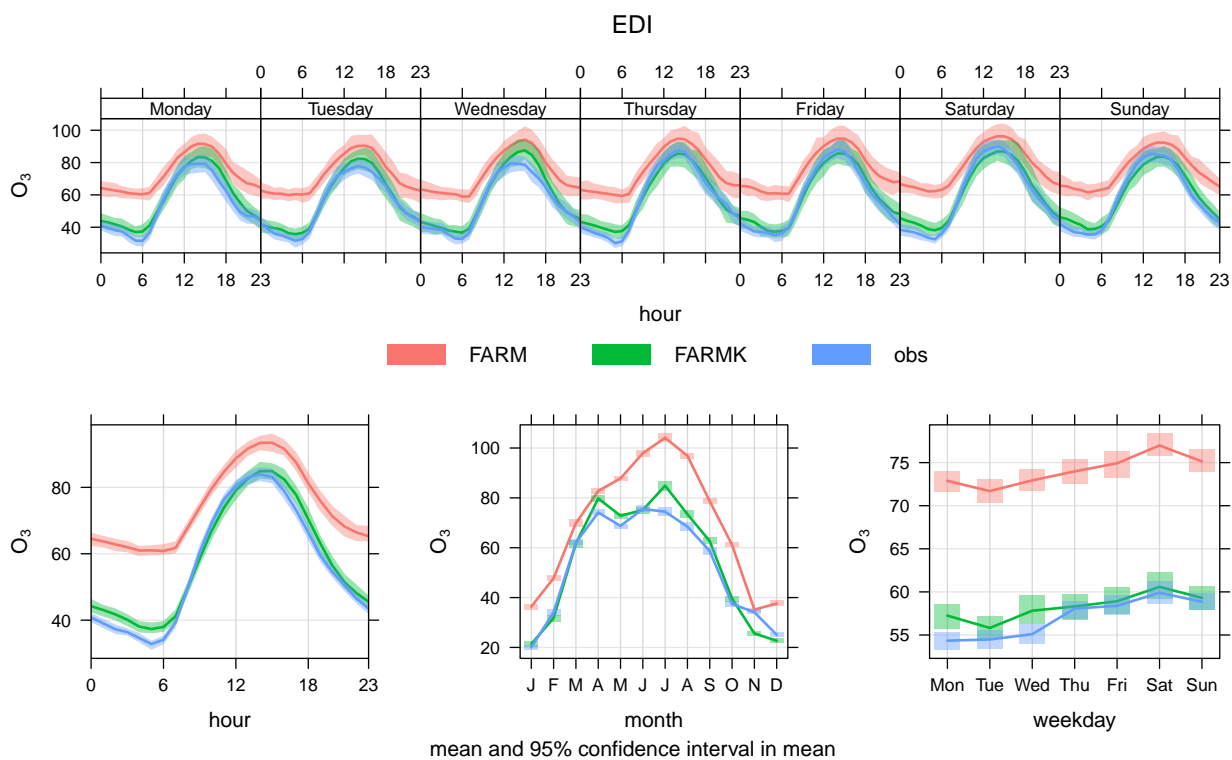 EDI
0 6 12 18 23 0 6 12 18 23 0 6 12 18 23
Monday Tuesday Wednesday Thursday Friday Saturday Sunday
100
80
60
40
O₃
0 6 12 18 23 0 6 12 18 23 0 6 12 18 23 0 6 12 18 23
hour
FARM FARMK obs
80
60
40
O₃
0 6 12 18 23
hour
100
80
60
40
20
O₃
J F M A M J J A S O N D
month
75
70
65
60
55
O₃
Mon Tue Wed Thu Fri Sat Sun
weekday
mean and 95% confidence interval in mean